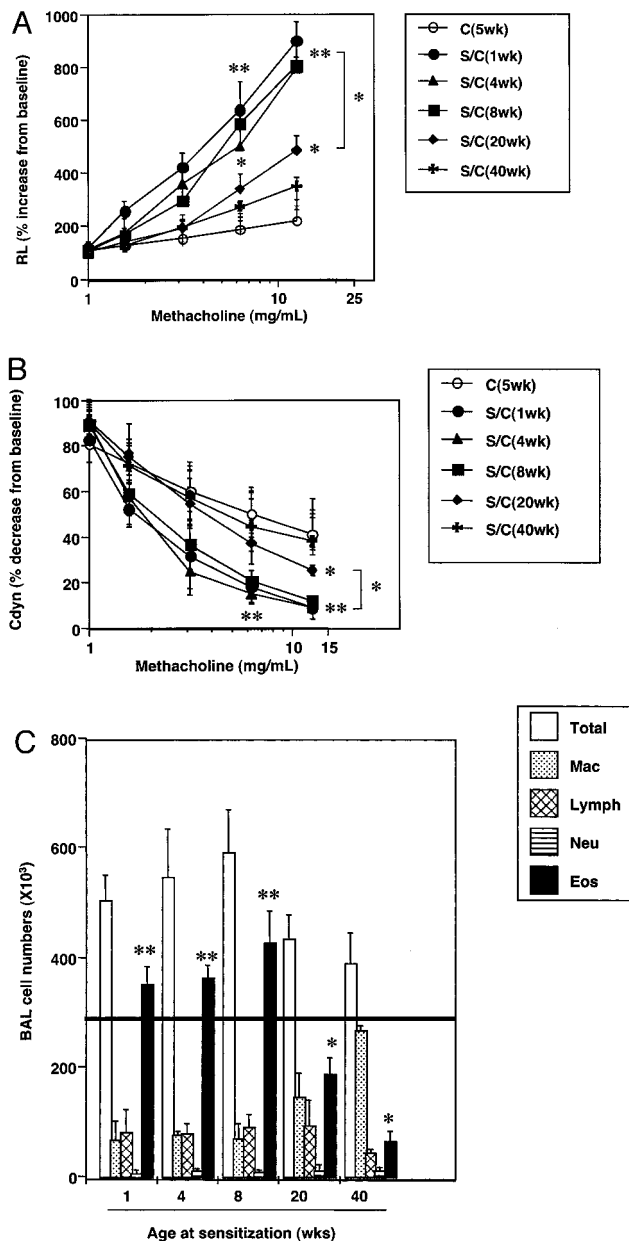 A
1000
800
600
400
200
0
RL (% increase from baseline)
**
**
*
*
*
1
10
25
Methacholine (mg/mL)
C(5wk)
S/C(1wk)
S/C(4wk)
S/C(8wk)
S/C(20wk)
S/C(40wk)
B
100
80
60
40
20
0
Cdyn (% decrease from baseline)
*
**
**
*
1
10
15
Methacholine (mg/mL)
C(5wk)
S/C(1wk)
S/C(4wk)
S/C(8wk)
S/C(20wk)
S/C(40wk)
C
800
600
400
200
0
BAL cell numbers (X10³)
**
**
**
*
*
1 4 8 20 40
Age at sensitization (wks)
Total
Mac
Lymph
Neu
Eos